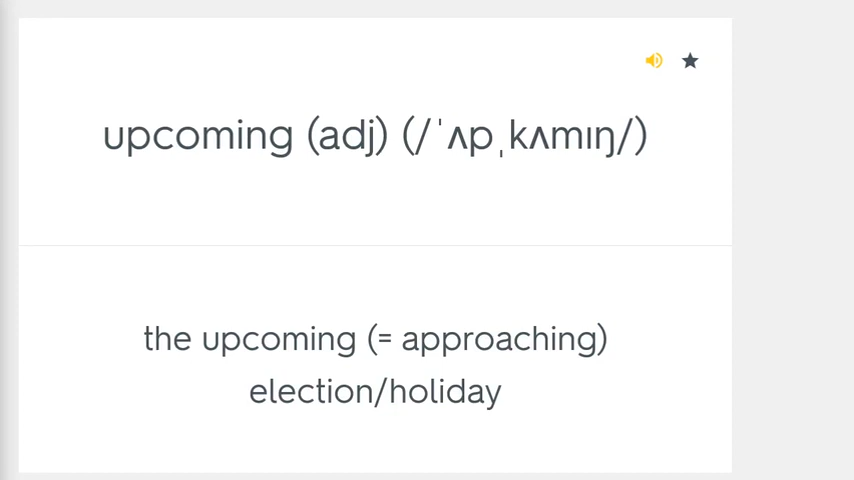 upcoming (adj) (/ˈʌpˌkʌmɪŋ/)
the upcoming (= approaching)
election/holiday